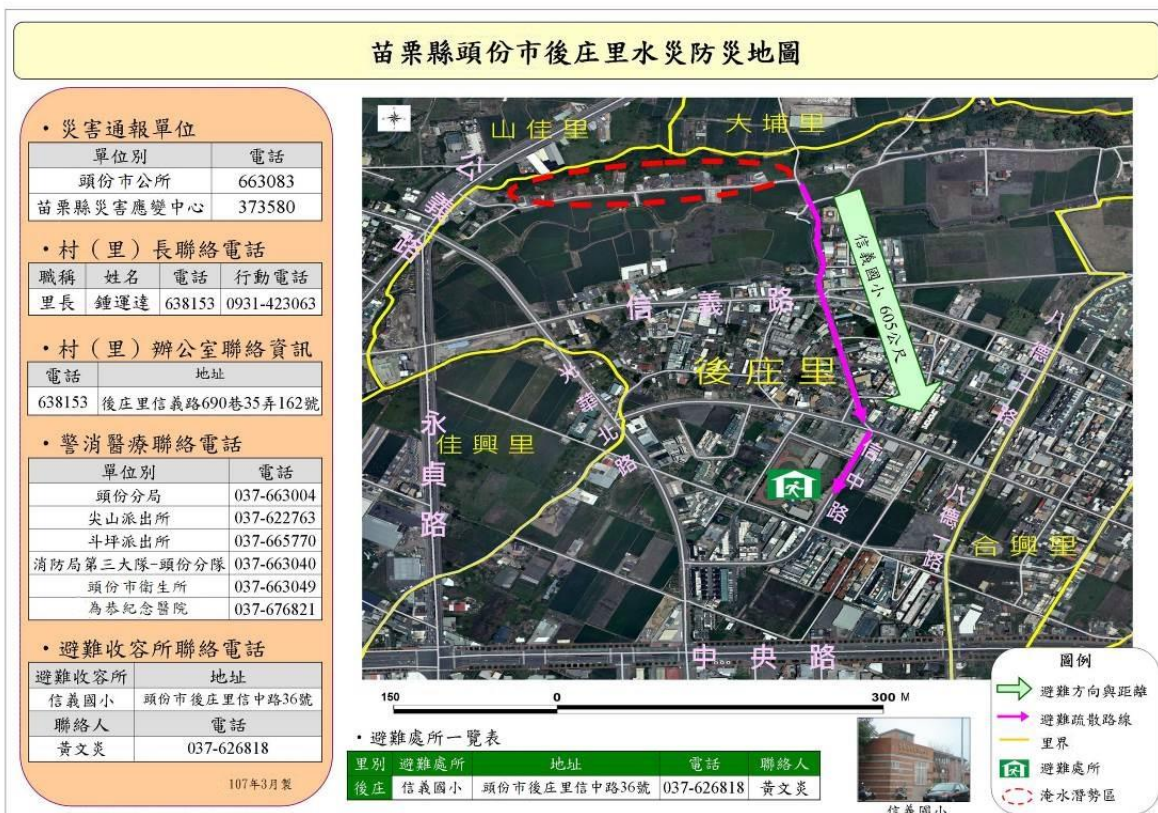 苗栗縣頭份市後庄里水災防災地圖
・災害通報單位
單位別 電話
頭份市公所 663083
苗栗縣災害應變中心 373580
・村（里）長聯絡電話
職稱 姓名 電話 行動電話
里長 鍾運達 638153 0931-423063
・村（里）辦公室聯絡資訊
電話 地址
638153 後庄里信義路690巷35弄162號
・警消醫療聯絡電話
單位別 電話
頭份分局 037-663004
尖山派出所 037-622763
斗坪派出所 037-665770
消防局第三大隊-頭份分隊 037-663040
頭份市衛生所 037-663049
為恭紀念醫院 037-676821
・避難收容所聯絡電話
避難收容所 地址
信義國小 頭份市後庄里信中路36號
聯絡人 電話
黃文炎 037-626818
107年3月製
山佳里
大埔里
公義路
信義國小 605公尺
信義路
八德一路
後庄里
永貞路
佳興里
北路
信中路
八德一路
合興里
中央路
150 0 300 M
・避難處所一覽表
里別 避難處所 地址 電話 聯絡人
後庄 信義國小 頭份市後庄里信中路36號 037-626818 黃文炎
信義國小
圖例
避難方向與距離
避難疏散路線
里界
避難處所
淹水潛勢區